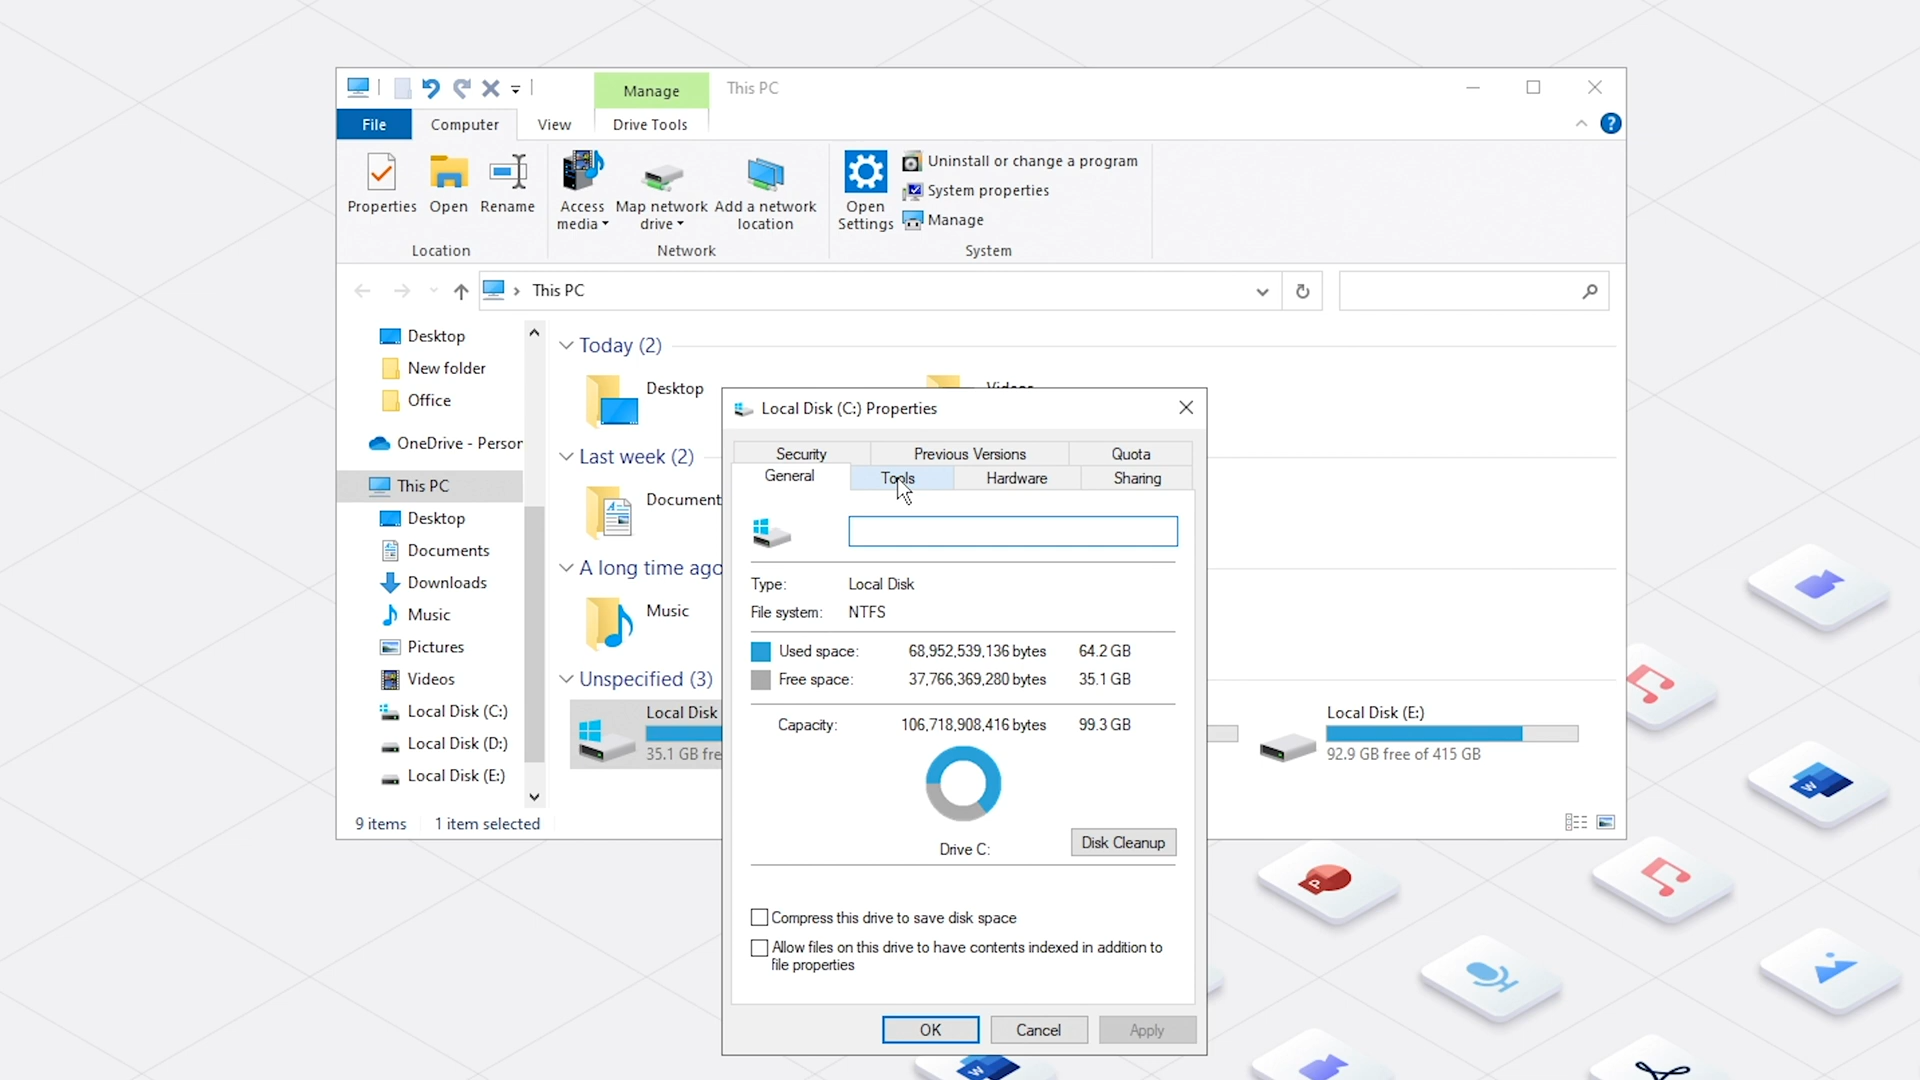 Manage
This PC
File
Computer
View
Drive Tools
Properties
Open
Rename
Access
media
Map network
drive
Add a network
location
Open
Settings
Uninstall or change a program
System properties
Manage
Location
Network
System
This PC
Desktop
New folder
Office
OneDrive - Person
This PC
Desktop
Documents
Downloads
Music
Pictures
Videos
Local Disk (C:)
Local Disk (D:)
Local Disk (E:)
Today (2)
Desktop
Videos
Last week (2)
Document
A long time ago
Music
Unspecified (3)
Local Disk
35.1 GB fre
Local Disk (E:)
92.9 GB free of 415 GB
9 items
1 item selected
Local Disk (C:) Properties
Security
Previous Versions
Quota
General
Tools
Hardware
Sharing
Type:
Local Disk
File system:
NTFS
Used space:
68,952,539,136 bytes
64.2 GB
Free space:
37,766,369,280 bytes
35.1 GB
Capacity:
106,718,908,416 bytes
99.3 GB
Drive C:
Disk Cleanup
Compress this drive to save disk space
Allow files on this drive to have contents indexed in addition to
file properties
OK
Cancel
Apply
W
P
W